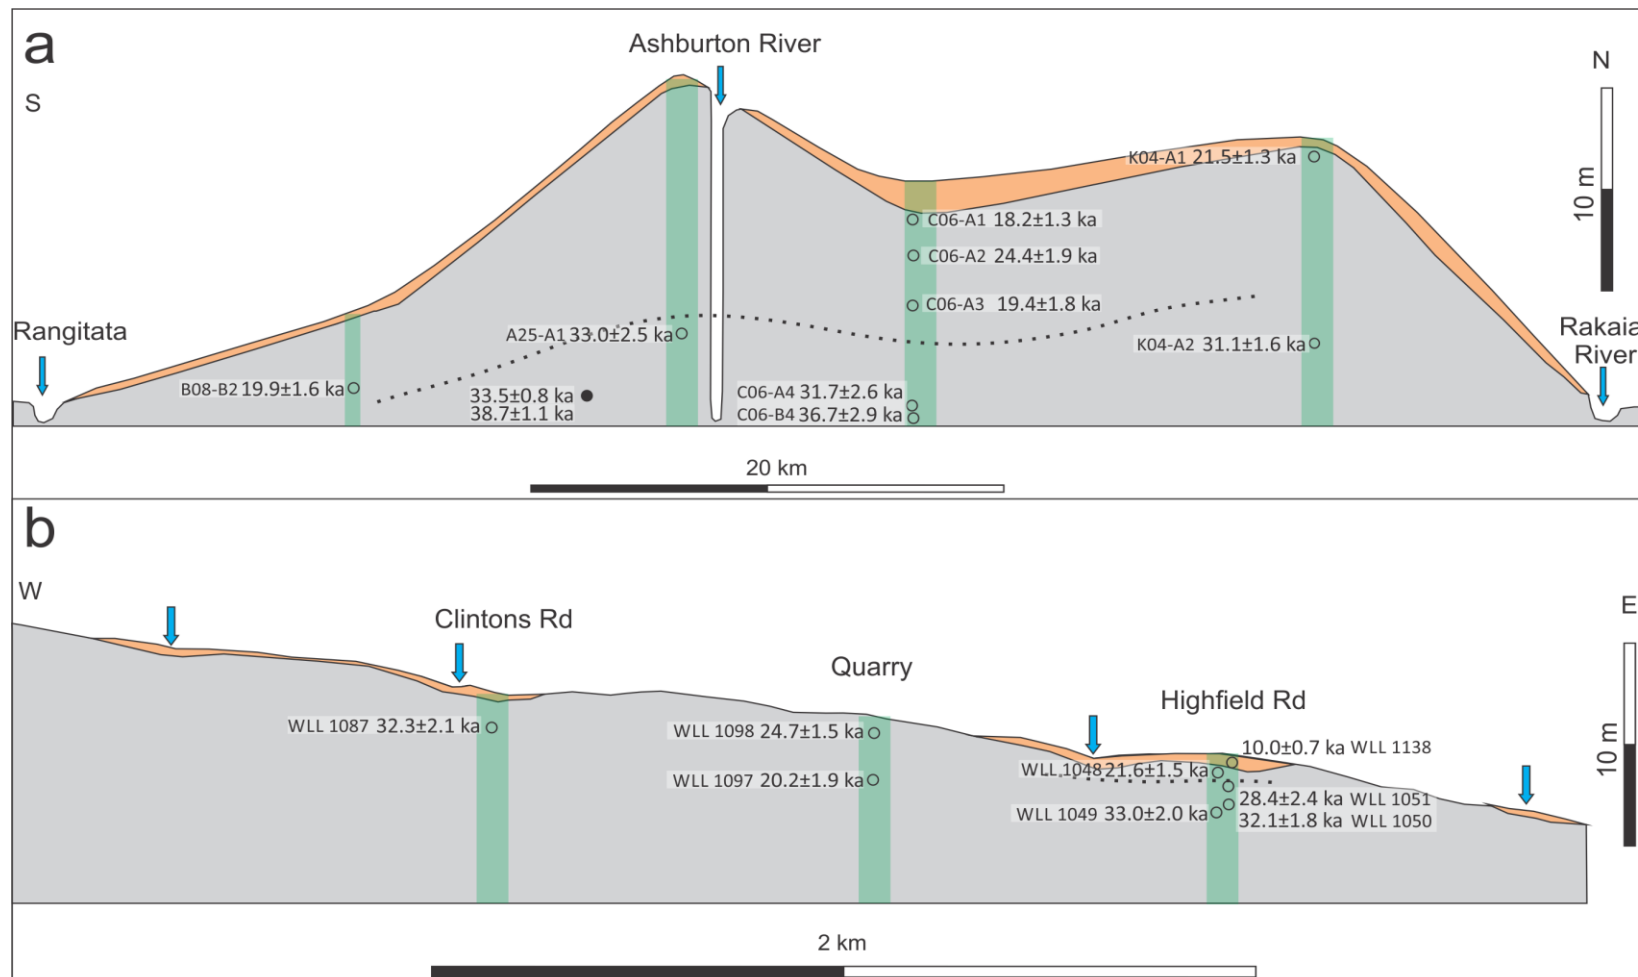 a
Ashburton River
S
N
10 m
K04-A1 21.5±1.3 ka
C06-A1 18.2±1.3 ka
C06-A2 24.4±1.9 ka
C06-A3 19.4±1.8 ka
Rangitata
A25-A1 33.0±2.5 ka
K04-A2 31.1±1.6 ka
Rakaia
River
B08-B2 19.9±1.6 ka
33.5±0.8 ka
38.7±1.1 ka
C06-A4 31.7±2.6 ka
C06-B4 36.7±2.9 ka
20 km
b
W
E
Clintons Rd
Quarry
Highfield Rd
10 m
WLL 1087 32.3±2.1 ka
WLL 1098 24.7±1.5 ka
10.0±0.7 ka WLL 1138
WLL 1048 21.6±1.5 ka
WLL 1097 20.2±1.9 ka
28.4±2.4 ka WLL 1051
WLL 1049 33.0±2.0 ka
32.1±1.8 ka WLL 1050
2 km